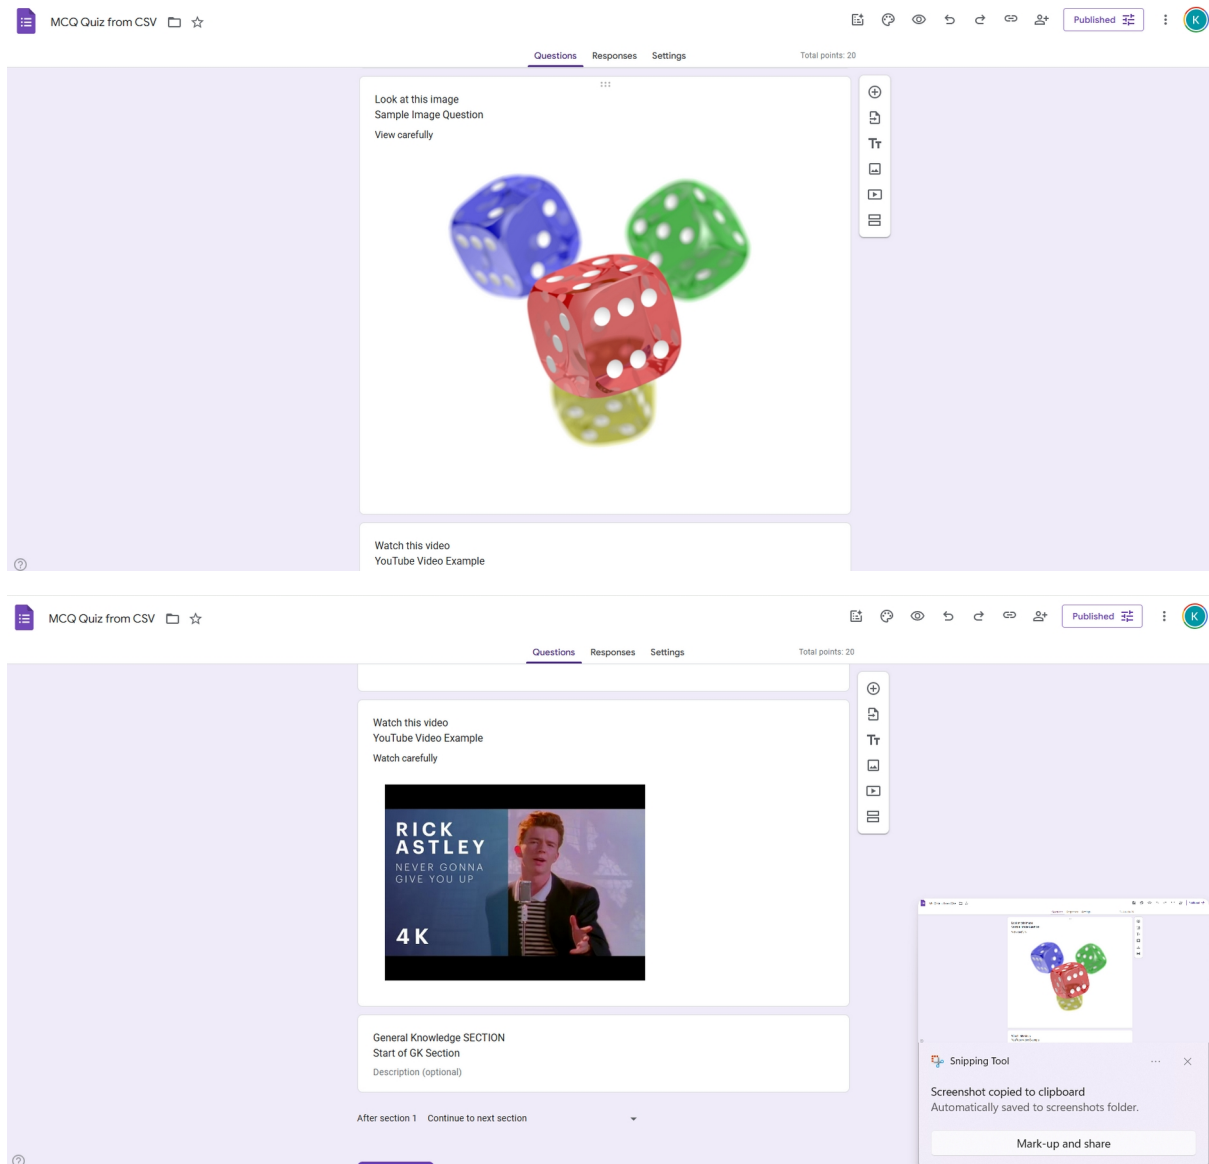 MCQ Quiz from CSV
Published
K
Questions Responses Settings Total points: 20
Look at this image
Sample Image Question
View carefully
Watch this video
YouTube Video Example
MCQ Quiz from CSV
Published
K
Questions Responses Settings Total points: 20
Watch this video
YouTube Video Example
Watch carefully
RICK
ASTLEY
NEVER GONNA
GIVE YOU UP
4K
General Knowledge SECTION
Start of GK Section
Description (optional)
After section 1 Continue to next section
Snipping Tool
Screenshot copied to clipboard
Automatically saved to screenshots folder.
Mark-up and share